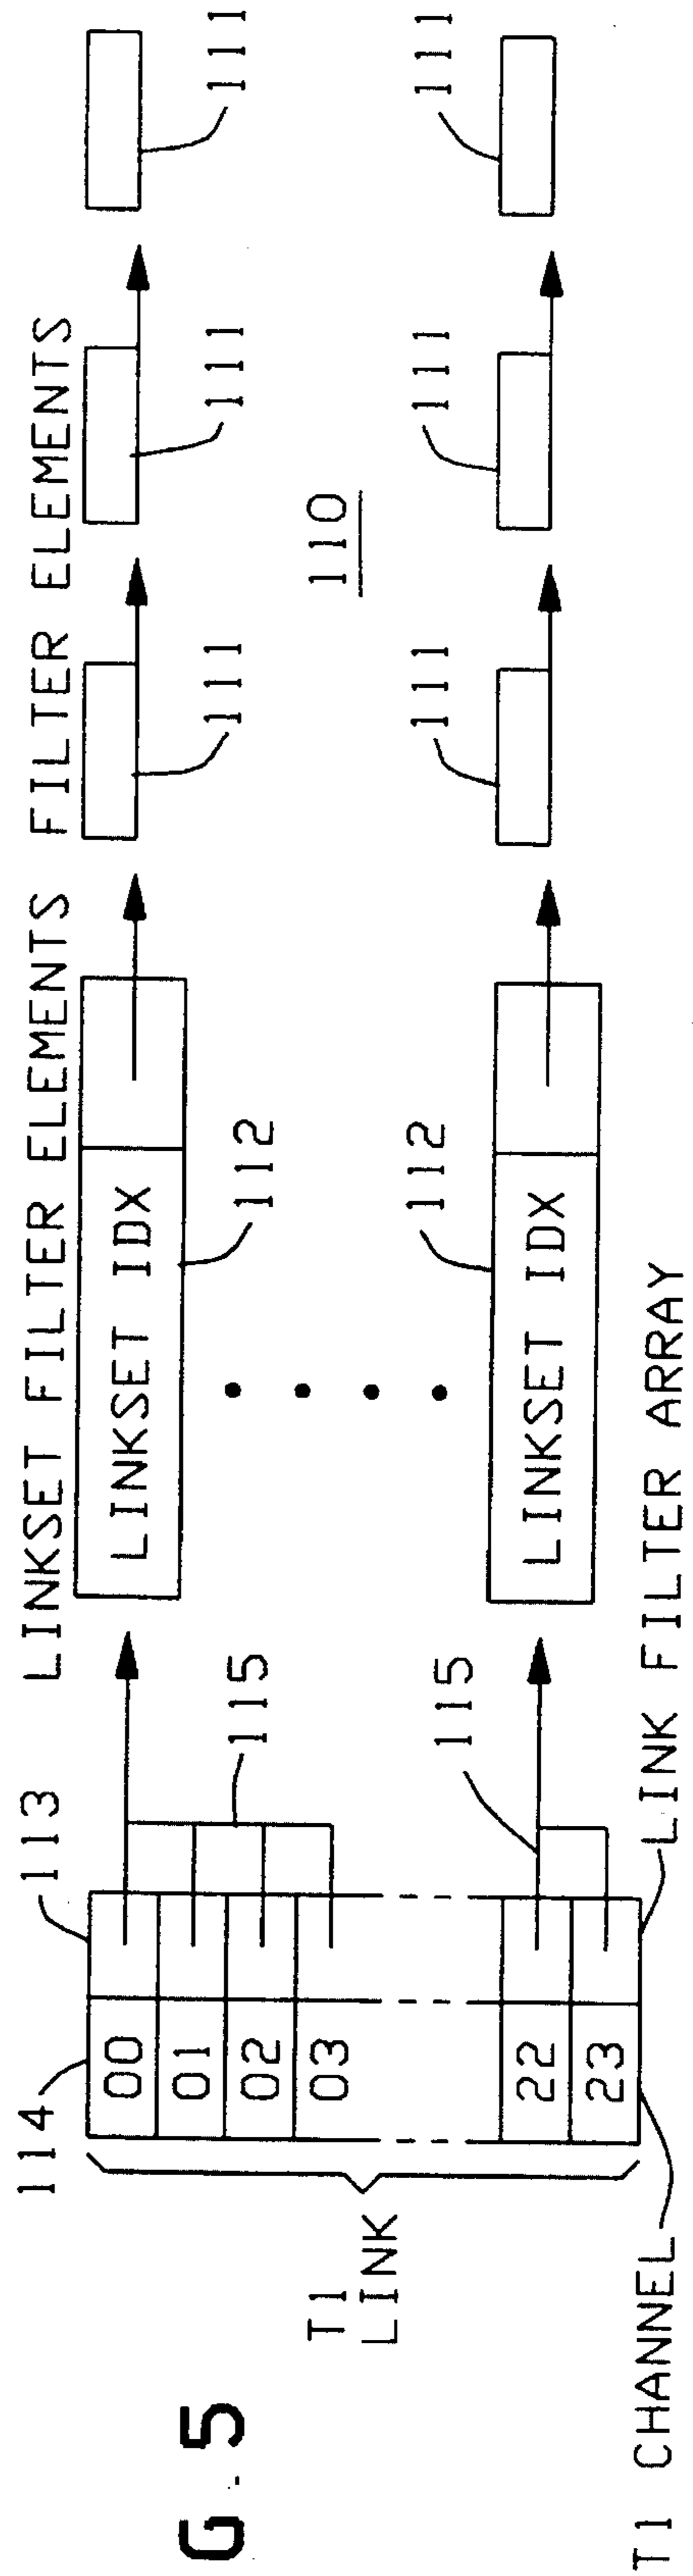 LINKSET FILTER ELEMENTS FILTER ELEMENTS
114
113
00
01
02
03
22
23
115
115
LINKSET IDX
112
LINKSET IDX
112
111
111
111
111
111
111
110
T1
LINK
T1 CHANNEL
LINK FILTER ARRAY
G. 5